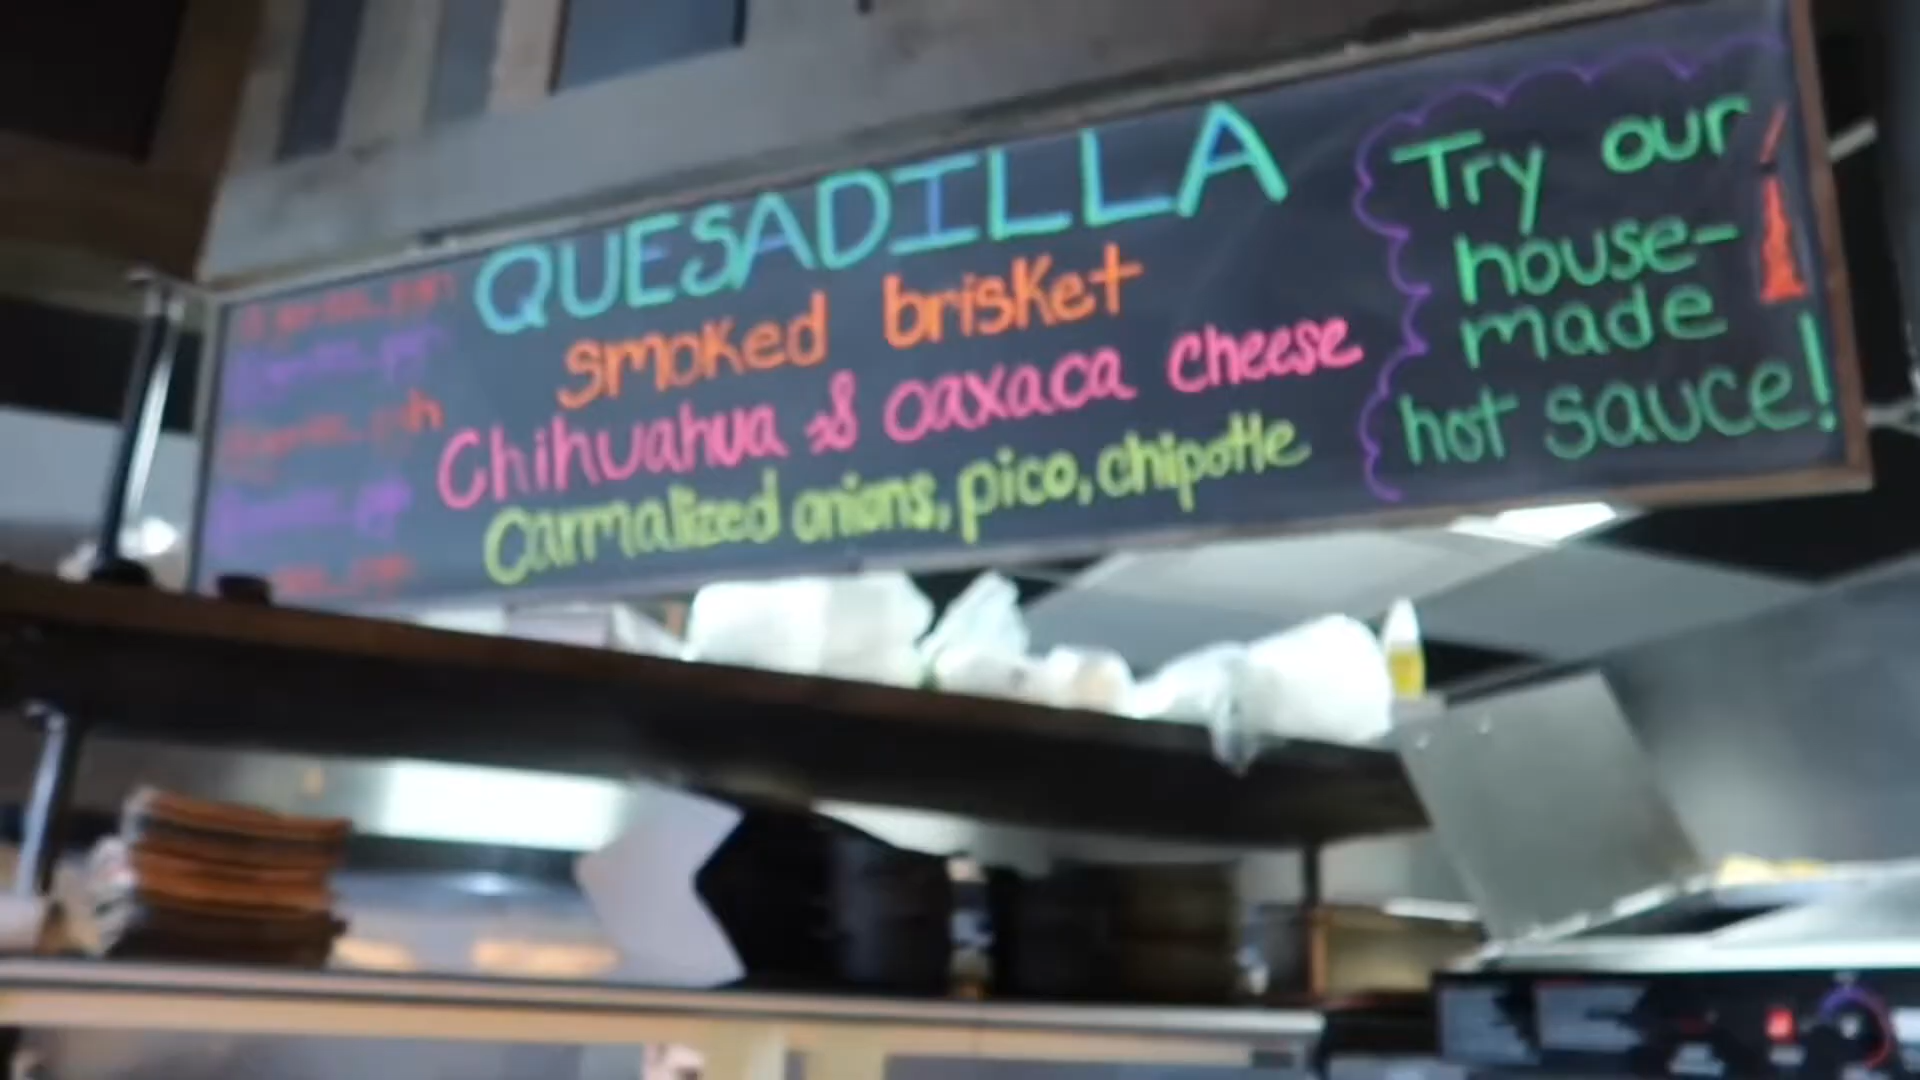 QUESADILLA
smoked brisket
Chihuahua & oaxaca cheese
Carmalized onions, pico, chipotle
Try our
house-
made
hot sauce!